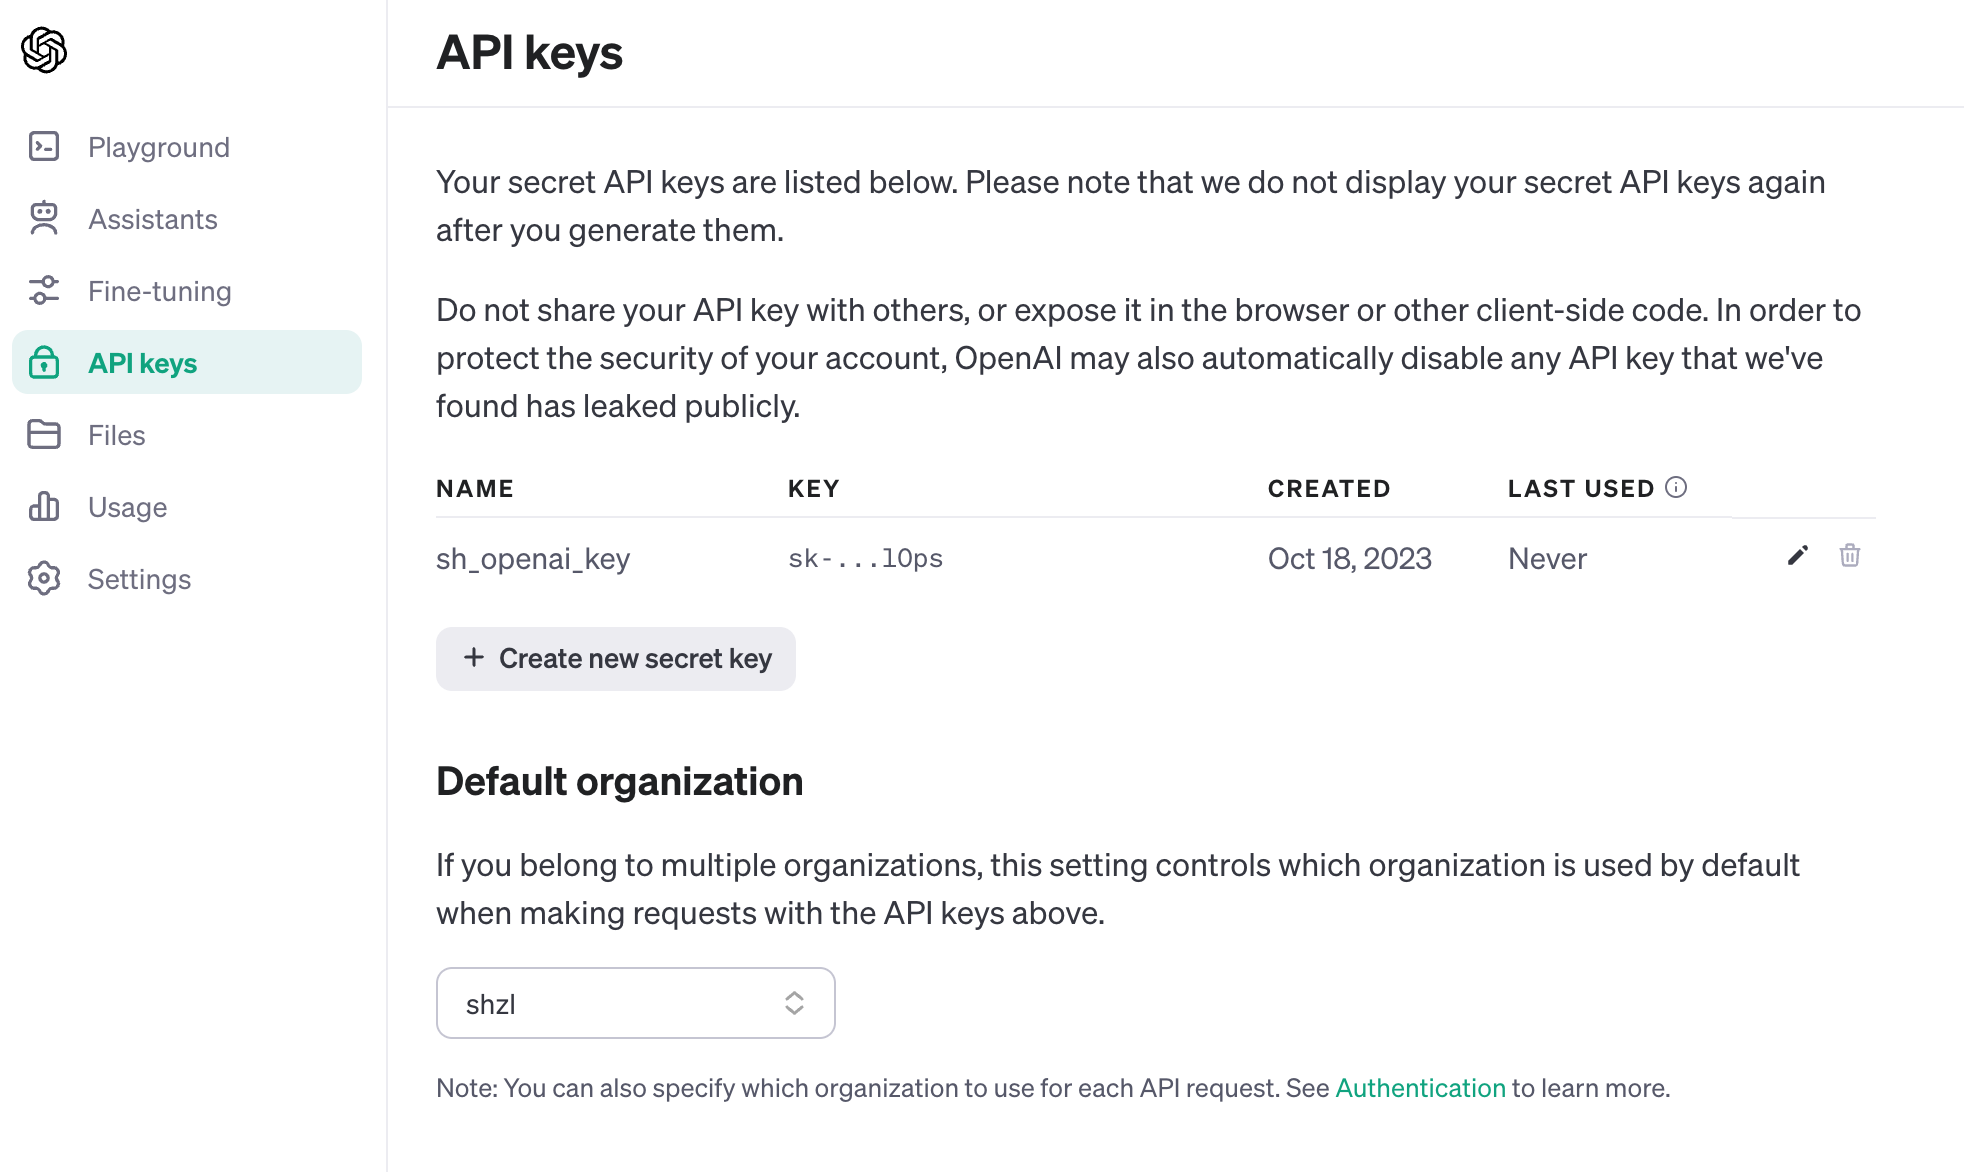 API keys
Playground
Assistants
Fine-tuning
API keys
Files
Usage
Settings
Your secret API keys are listed below. Please note that we do not display your secret API keys again
after you generate them.
Do not share your API key with others, or expose it in the browser or other client-side code. In order to
protect the security of your account, OpenAI may also automatically disable any API key that we've
found has leaked publicly.
NAME KEY CREATED LAST USED
sh_openai_key sk-...lOps Oct 18, 2023 Never
+ Create new secret key
Default organization
If you belong to multiple organizations, this setting controls which organization is used by default
when making requests with the API keys above.
shzl
Note: You can also specify which organization to use for each API request. See Authentication to learn more.